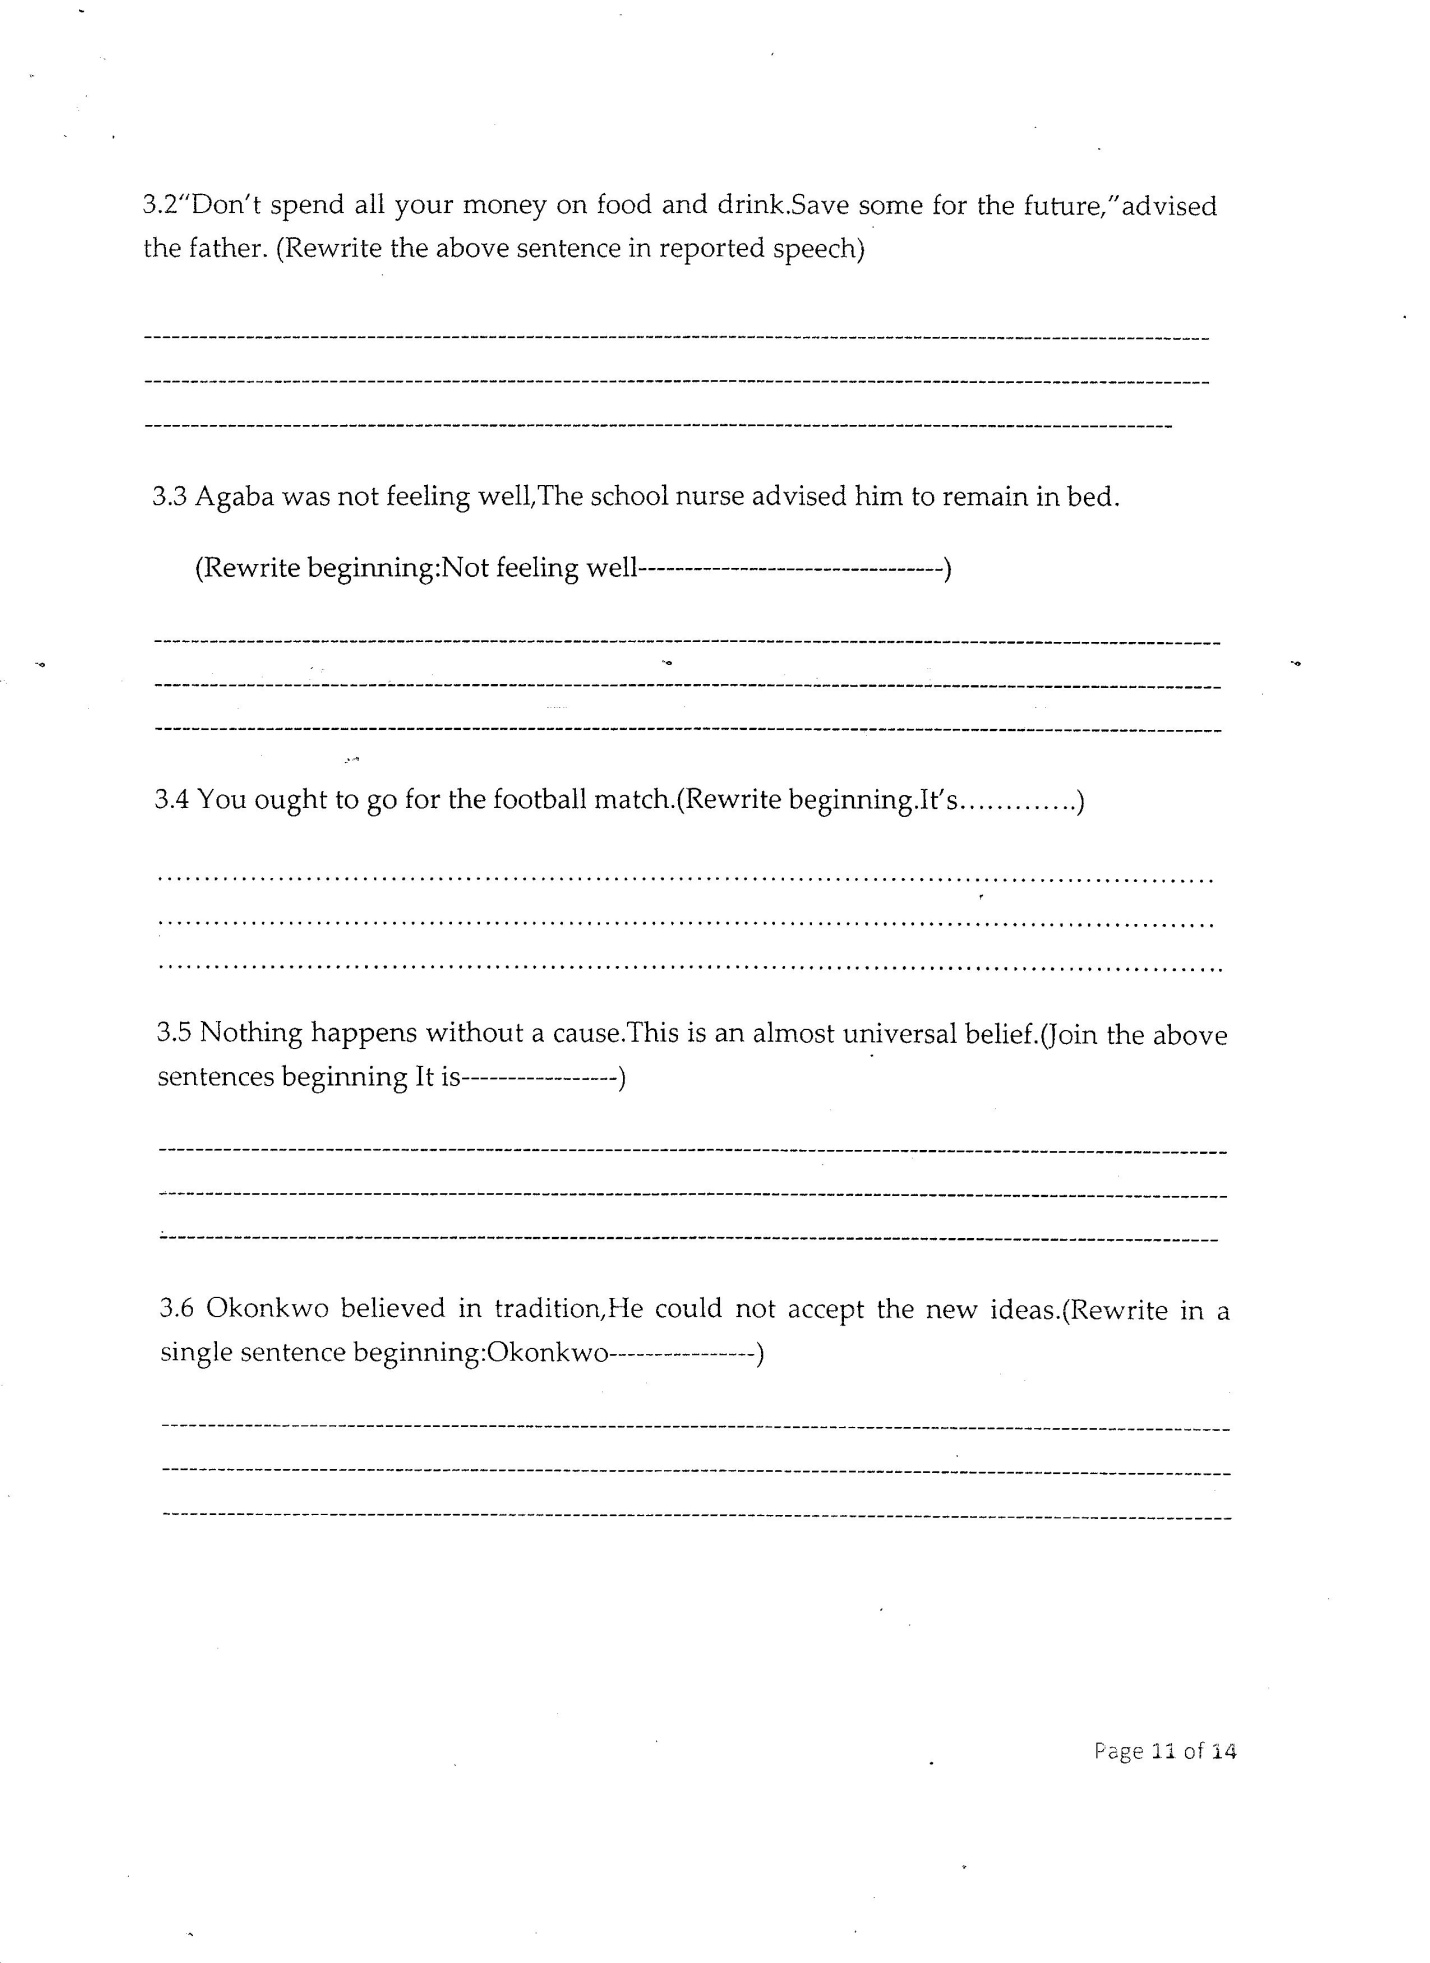 3.2"Don't spend all your money on food and drink.Save some for the future,"advised
the father. (Rewrite the above sentence in reported speech)
3.3 Agaba was not feeling well,The school nurse advised him to remain in bed.
(Rewrite beginning:Not feeling well---------------------------------)
3.4 You ought to go for the football match.(Rewrite beginning.It's.............)
3.5 Nothing happens without a cause.This is an almost universal belief.(Join the above
sentences beginning It is-----------------)
3.6 Okonkwo believed in tradition,He could not accept the new ideas.(Rewrite in a
single sentence beginning:Okonkwo----------------)
Page 11 of 14